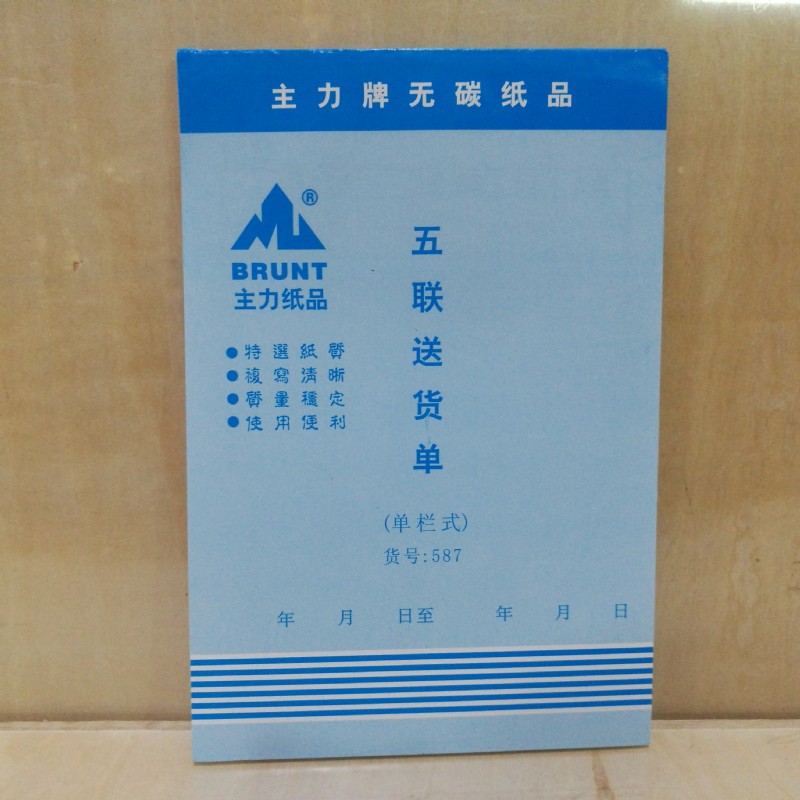 主力牌无碳纸品
®
BRUNT
主力纸品
特選紙質
複寫清晰
質量穩定
使用便利
五联送货单
(单栏式)
货号:587
年 月 日至 年 月 日